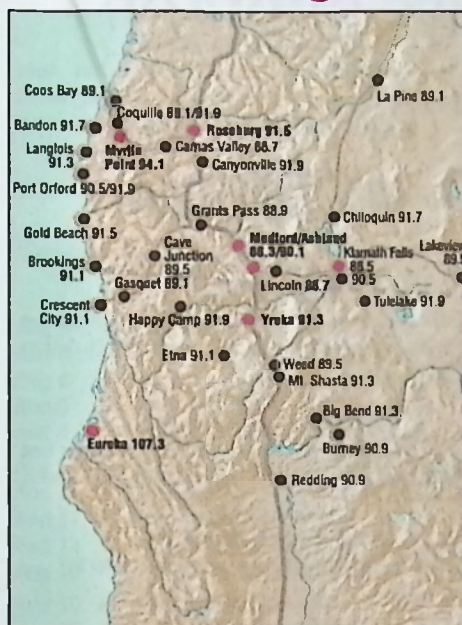 Coos Bay 89.1
La Pine 89.1
Coquille 88.1/91.9
Bandon 91.7
Roseburg 91.5
Myrtle
Point 94.1
Camas Valley 88.7
Langlois
91.3
Canyonville 91.9
Port Orford 90.5/91.9
Grants Pass 88.9
Chiloquin 91.7
Gold Beach 91.5
Medford/Ashland
88.3/90.1
Cave
Junction
89.5
Klamath Falls
88.5
90.5
Lakeview
Brookings
91.1
Lincoln 88.7
Gasquet 89.1
Tulelake 91.9
Crescent
City 91.1
Happy Camp 91.9
Yreka 91.3
Etna 91.1
Weed 89.5
Mt. Shasta 91.3
Big Bend 91.3
Burney 90.9
Eureka 107.3
Redding 90.9